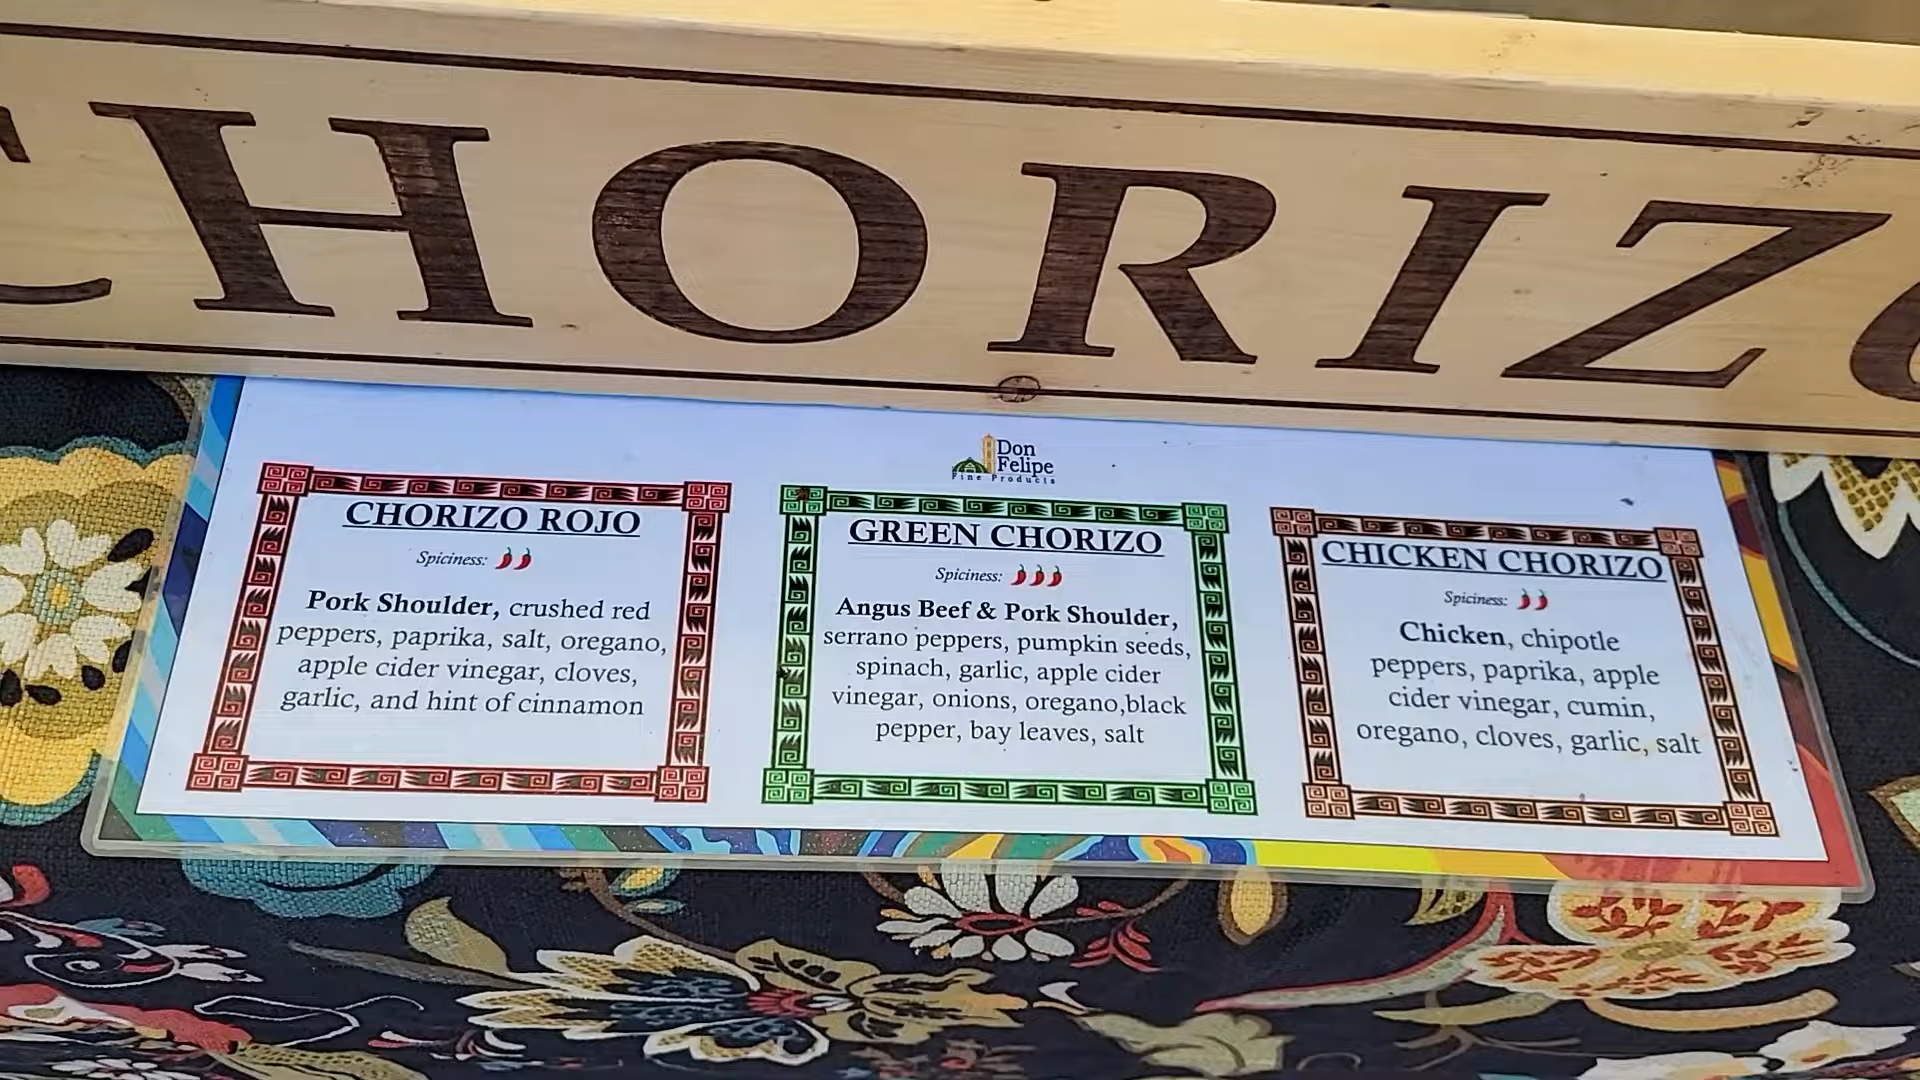 CHORIZO
Don
Felipe
Fine Products
CHORIZO ROJO
Spiciness:
Pork Shoulder, crushed red
peppers, paprika, salt, oregano,
apple cider vinegar, cloves,
garlic, and hint of cinnamon
GREEN CHORIZO
Spiciness:
Angus Beef & Pork Shoulder,
serrano peppers, pumpkin seeds,
spinach, garlic, apple cider
vinegar, onions, oregano,black
pepper, bay leaves, salt
CHICKEN CHORIZO
Spiciness:
Chicken, chipotle
peppers, paprika, apple
cider vinegar, cumin,
oregano, cloves, garlic, salt